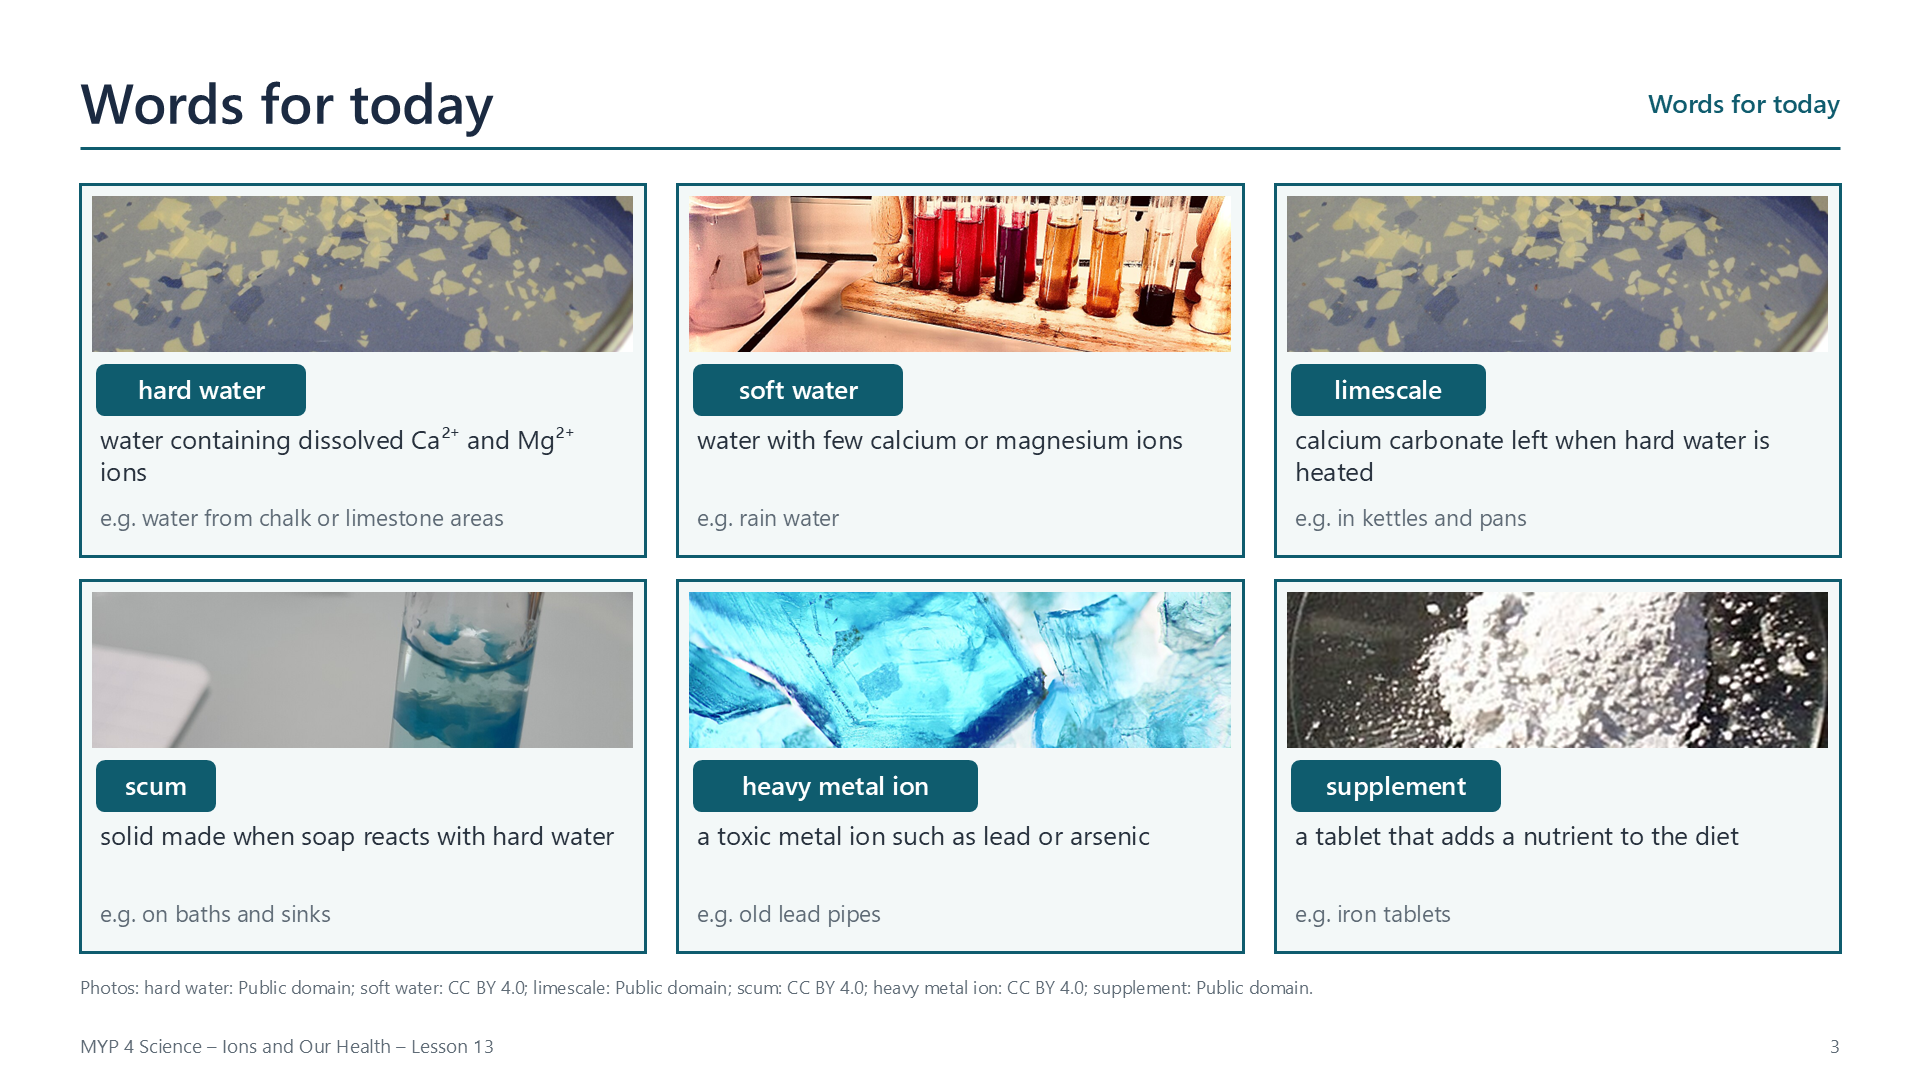 Words for today
Words for today
hard water
water containing dissolved Ca²⁺ and Mg²⁺
ions
e.g. water from chalk or limestone areas
soft water
water with few calcium or magnesium ions
e.g. rain water
limescale
calcium carbonate left when hard water is
heated
e.g. in kettles and pans
scum
solid made when soap reacts with hard water
e.g. on baths and sinks
heavy metal ion
a toxic metal ion such as lead or arsenic
e.g. old lead pipes
supplement
a tablet that adds a nutrient to the diet
e.g. iron tablets
Photos: hard water: Public domain; soft water: CC BY 4.0; limescale: Public domain; scum: CC BY 4.0; heavy metal ion: CC BY 4.0; supplement: Public domain.
MYP 4 Science – Ions and Our Health – Lesson 13
3